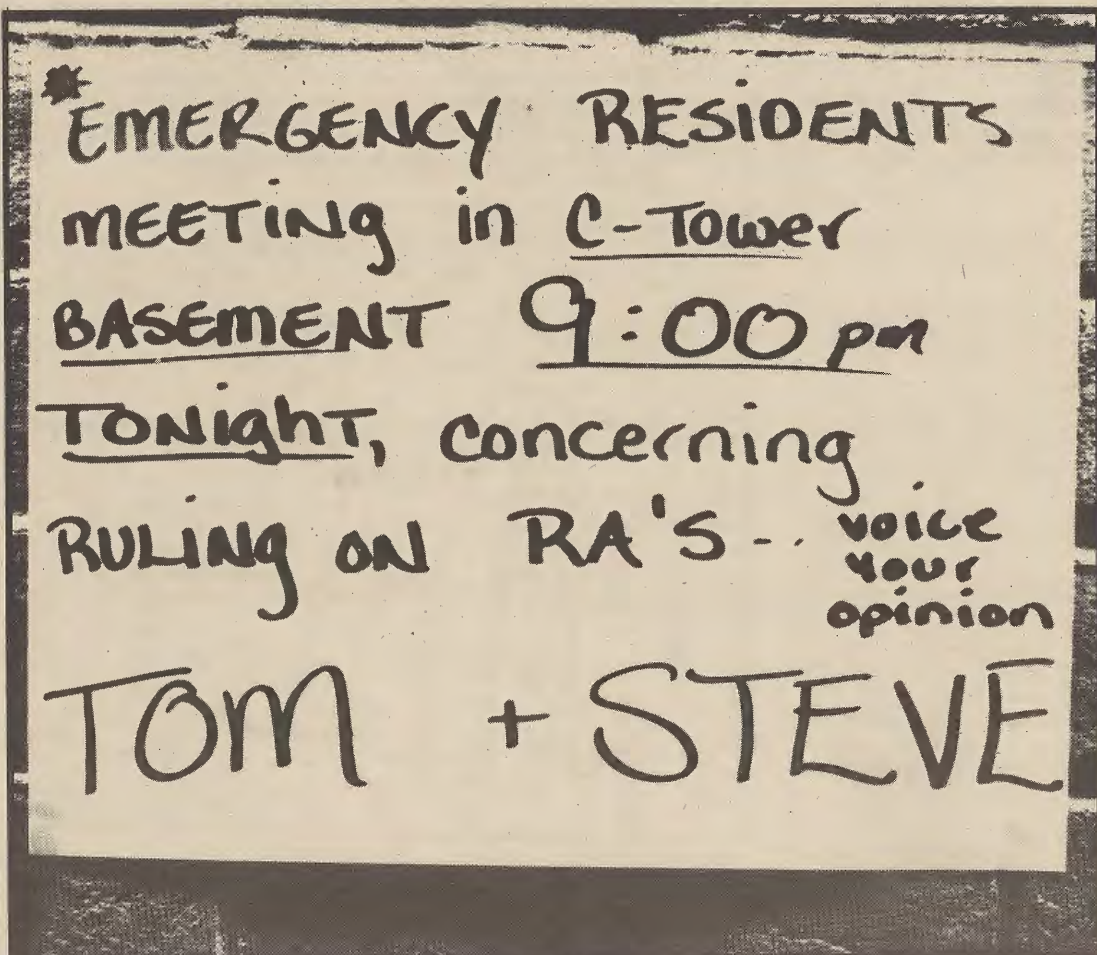 *EMERGENCY RESIDENTS
MEETING in C-Tower
BASEMENT 9:00 pm
TONighT, concerning
RULING ON RA'S -.. voice
your
opinion
TOM + STEVE